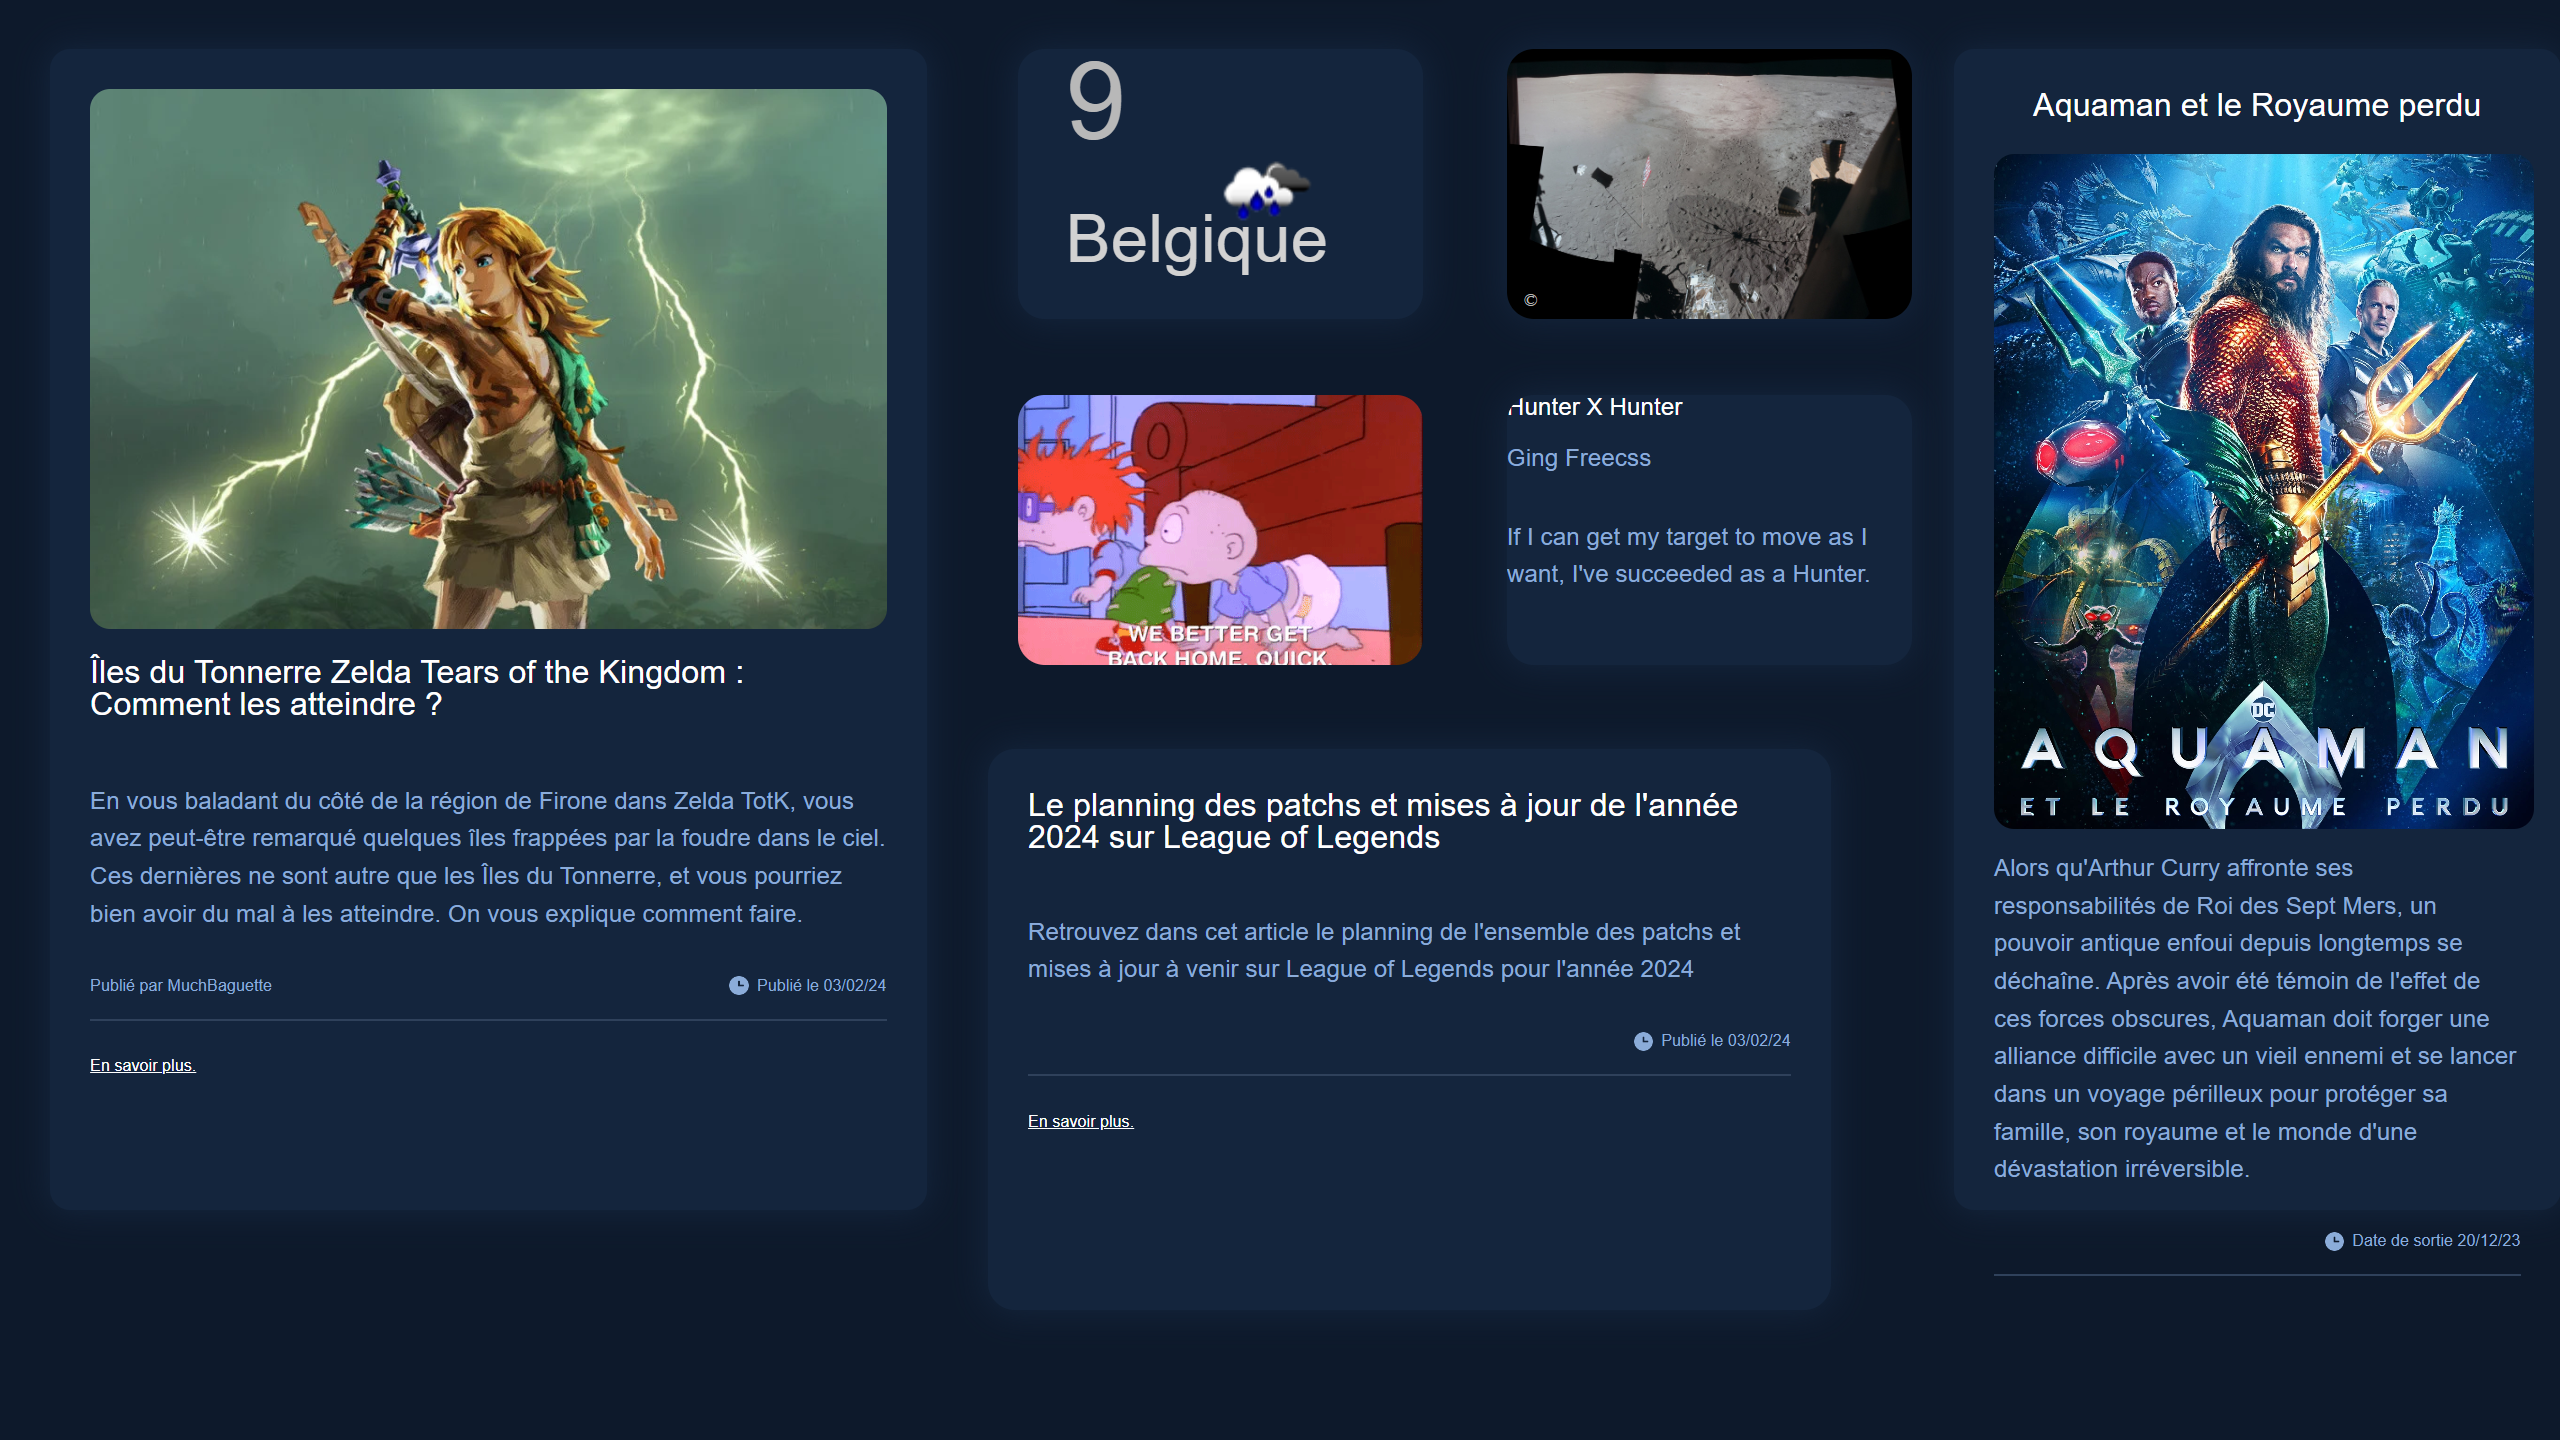 Îles du Tonnerre Zelda Tears of the Kingdom :
Comment les atteindre ?
En vous baladant du côté de la région de Firone dans Zelda TotK, vous
avez peut-être remarqué quelques îles frappées par la foudre dans le ciel.
Ces dernières ne sont autre que les Îles du Tonnerre, et vous pourriez
bien avoir du mal à les atteindre. On vous explique comment faire.
Publié par MuchBaguette
Publié le 03/02/24
En savoir plus.
9
Belgique
©
WE BETTER GET
BACK HOME, QUICK.
Hunter X Hunter
Ging Freecss
If I can get my target to move as I
want, I've succeeded as a Hunter.
Le planning des patchs et mises à jour de l'année
2024 sur League of Legends
Retrouvez dans cet article le planning de l'ensemble des patchs et
mises à jour à venir sur League of Legends pour l'année 2024
Publié le 03/02/24
En savoir plus.
Aquaman et le Royaume perdu
DC
AQUAMAN
ET LE ROYAUME PERDU
Alors qu'Arthur Curry affronte ses
responsabilités de Roi des Sept Mers, un
pouvoir antique enfoui depuis longtemps se
déchaîne. Après avoir été témoin de l'effet de
ces forces obscures, Aquaman doit forger une
alliance difficile avec un vieil ennemi et se lancer
dans un voyage périlleux pour protéger sa
famille, son royaume et le monde d'une
dévastation irréversible.
Date de sortie 20/12/23